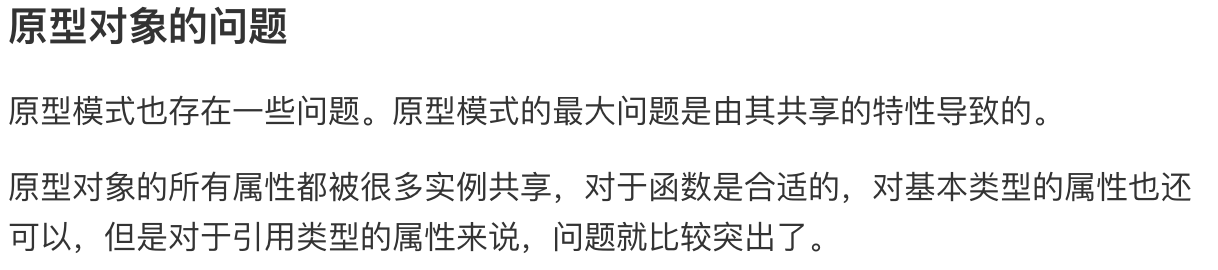 原型对象的问题
原型模式也存在一些问题。原型模式的最大问题是由其共享的特性导致的。
原型对象的所有属性都被很多实例共享，对于函数是合适的，对基本类型的属性也还
可以，但是对于引用类型的属性来说，问题就比较突出了。